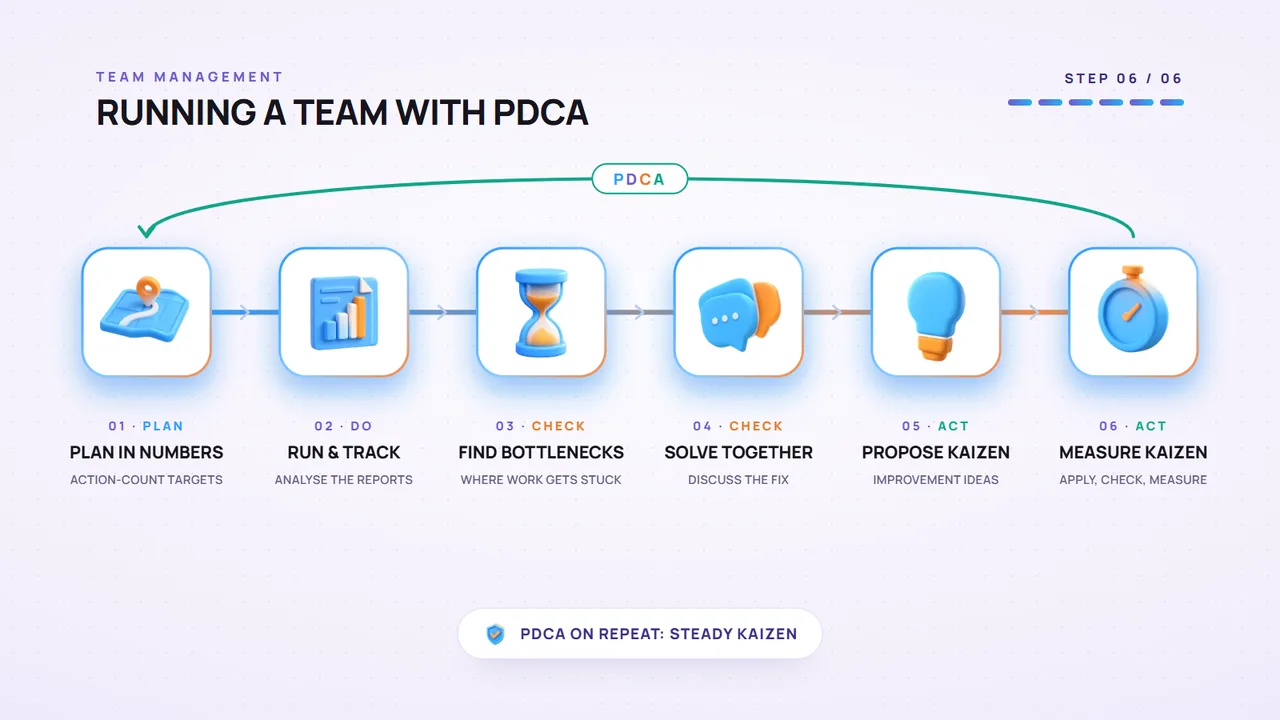 TEAM MANAGEMENT
RUNNING A TEAM WITH PDCA
STEP 06 / 06
PDCA
01 · PLAN
PLAN IN NUMBERS
ACTION-COUNT TARGETS
02 · DO
RUN & TRACK
ANALYSE THE REPORTS
03 · CHECK
FIND BOTTLENECKS
WHERE WORK GETS STUCK
04 · CHECK
SOLVE TOGETHER
DISCUSS THE FIX
05 · ACT
PROPOSE KAIZEN
IMPROVEMENT IDEAS
06 · ACT
MEASURE KAIZEN
APPLY, CHECK, MEASURE
PDCA ON REPEAT: STEADY KAIZEN